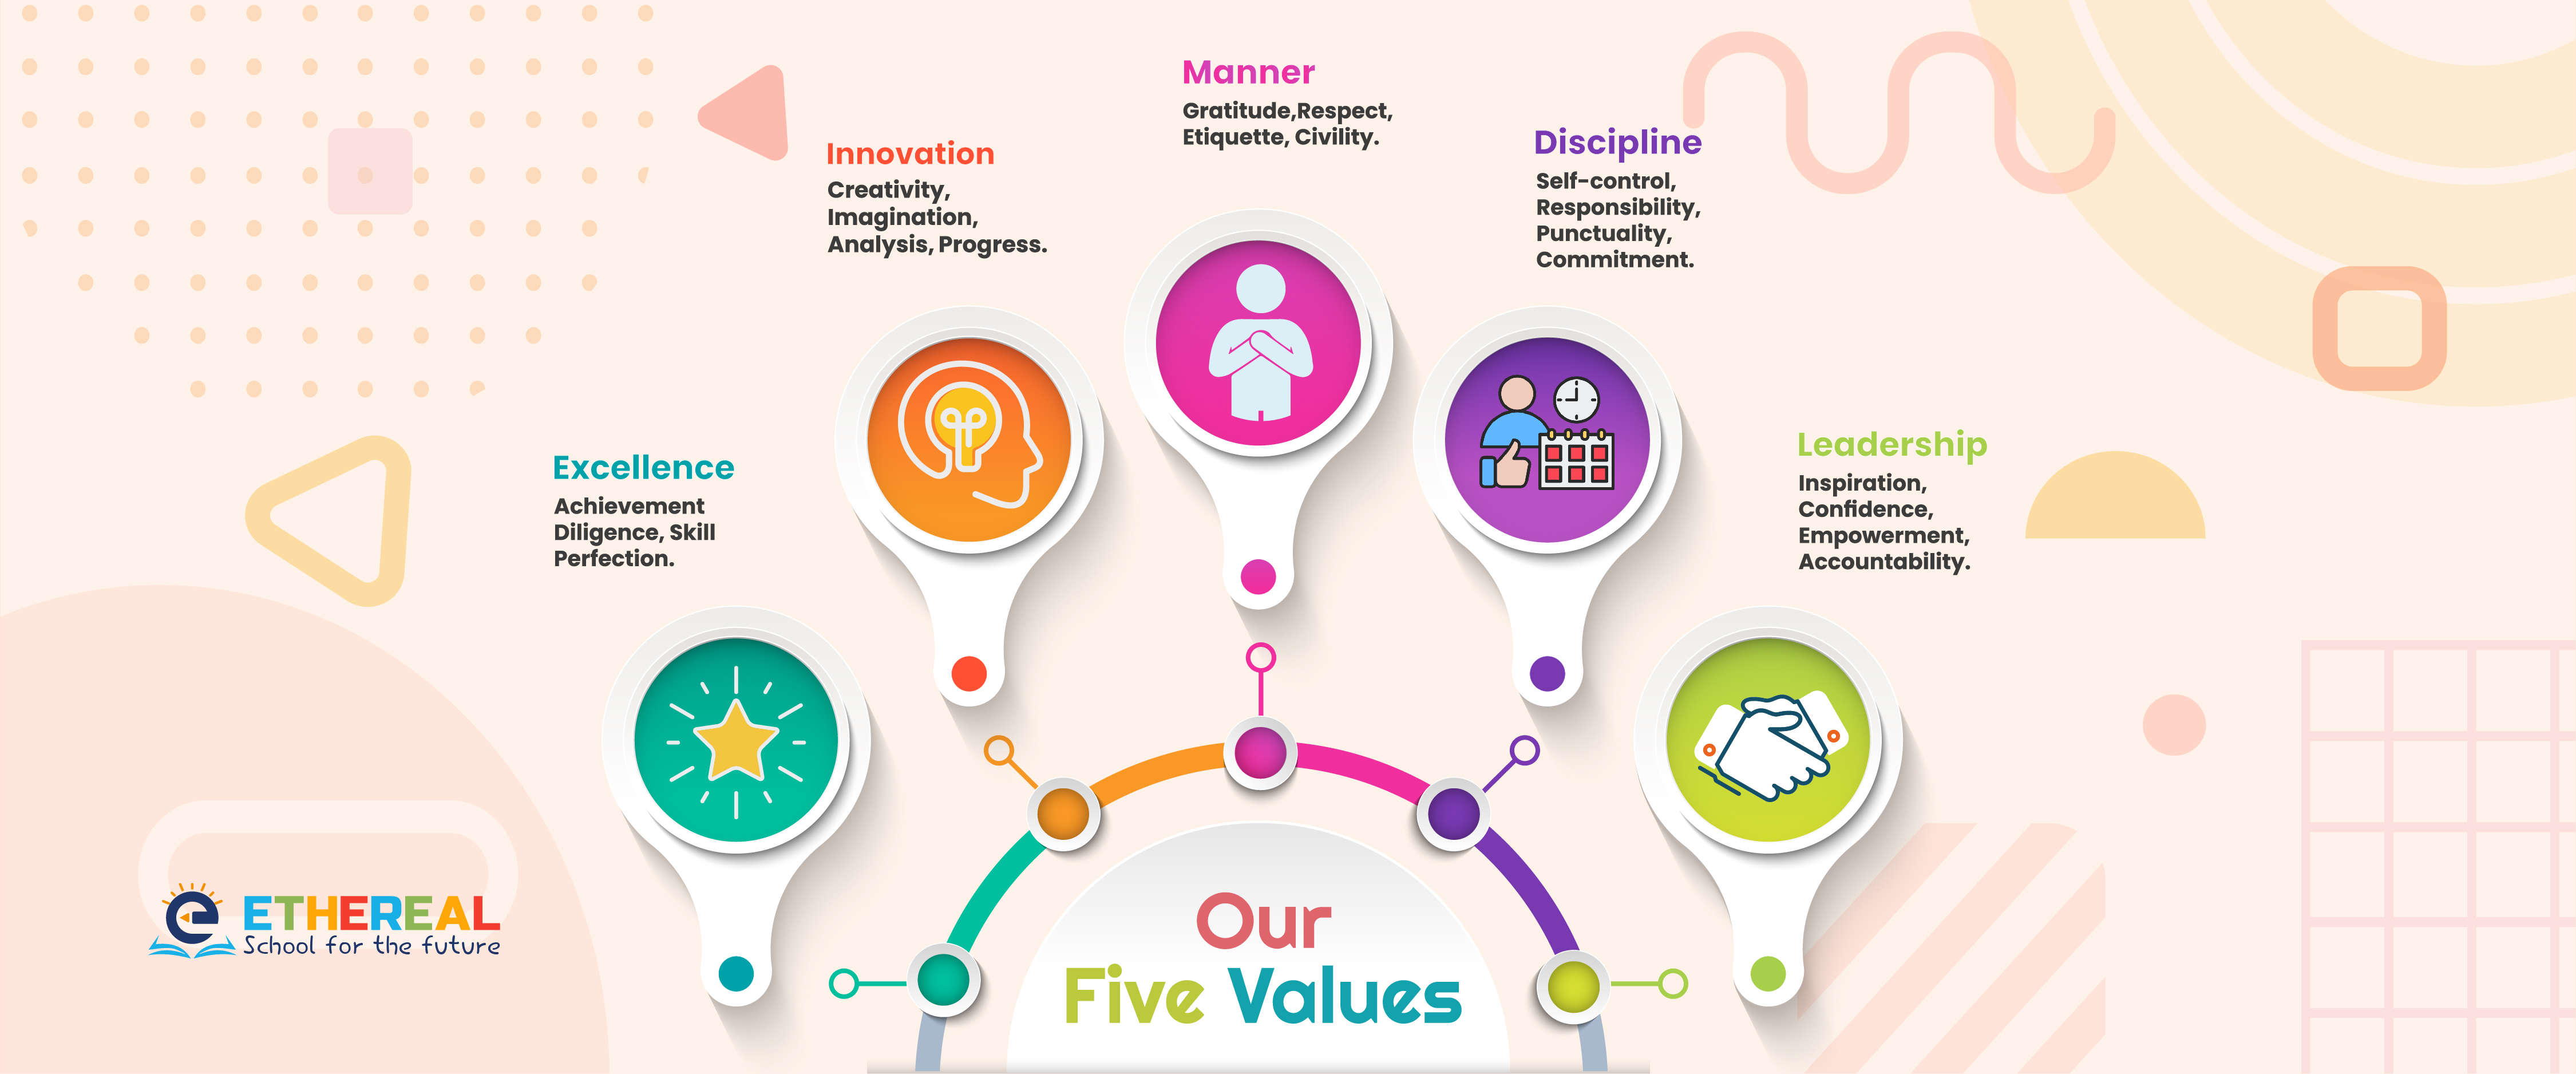 Manner
Gratitude,Respect,
Etiquette, Civility.
Innovation
Creativity,
Imagination,
Analysis, Progress.
Discipline
Self-control,
Responsibility,
Punctuality,
Commitment.
Excellence
Achievement
Diligence, Skill
Perfection.
Leadership
Inspiration,
Confidence,
Empowerment,
Accountability.
Our
Five Values
ETHEREAL
School for the future